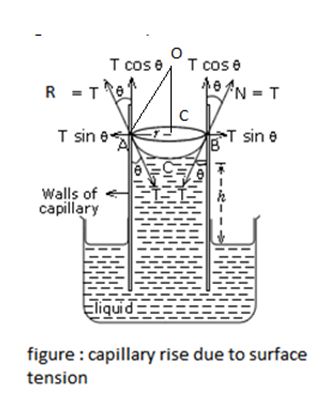 O
T cos θ T cos θ
R = T θ θ N = T
C
T sin θ r T sin θ
A B
θ C θ
T T h
Walls of
capillary
liquid
figure : capillary rise due to surface
tension